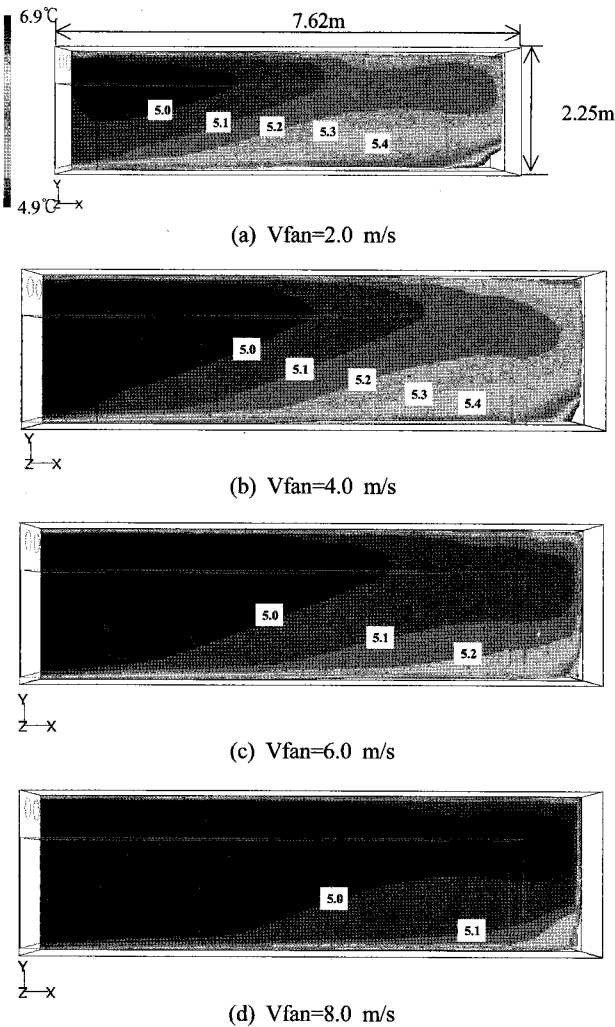 6.9℃
7.62m
5.0
5.1
5.2
5.3
5.4
2.25m
4.9℃
Y
Z X
(a) Vfan=2.0 m/s
5.0
5.1
5.2
5.3
5.4
Y
Z X
(b) Vfan=4.0 m/s
5.0
5.1
5.2
Y
Z X
(c) Vfan=6.0 m/s
5.0
5.1
Y
Z X
(d) Vfan=8.0 m/s